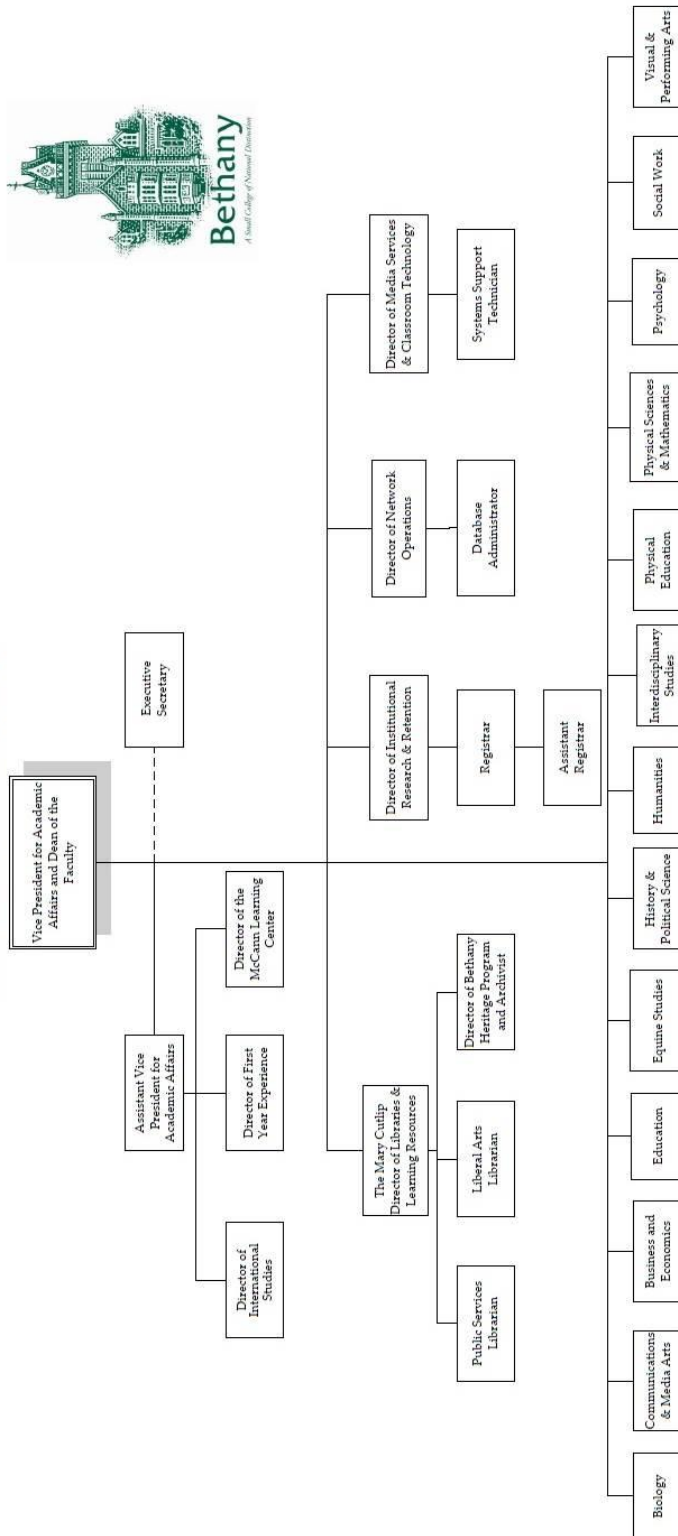 Bethany
A Small College of National Distinction
Vice President for Academic
Affairs and Dean of the
Faculty
Executive
Secretary
Assistant Vice
President for
Academic Affairs
Director of
International
Studies
Director of First
Year Experience
Director of the
McCann Learning
Center
The Mary Cutlip
Director of Libraries &
Learning Resources
Director of Institutional
Research & Retention
Director of Network
Operations
Director of Media Services
& Classroom Technology
Public Services
Librarian
Liberal Arts
Librarian
Director of Bethany
Heritage Program
and Archivist
Registrar
Database
Administrator
Systems Support
Technician
Assistant
Registrar
Biology
Communications
& Media Arts
Business and
Economics
Education
Equine Studies
History &
Political Science
Humanities
Interdisciplinary
Studies
Physical
Education
Physical Sciences
& Mathematics
Psychology
Social Work
Visual &
Performing Arts